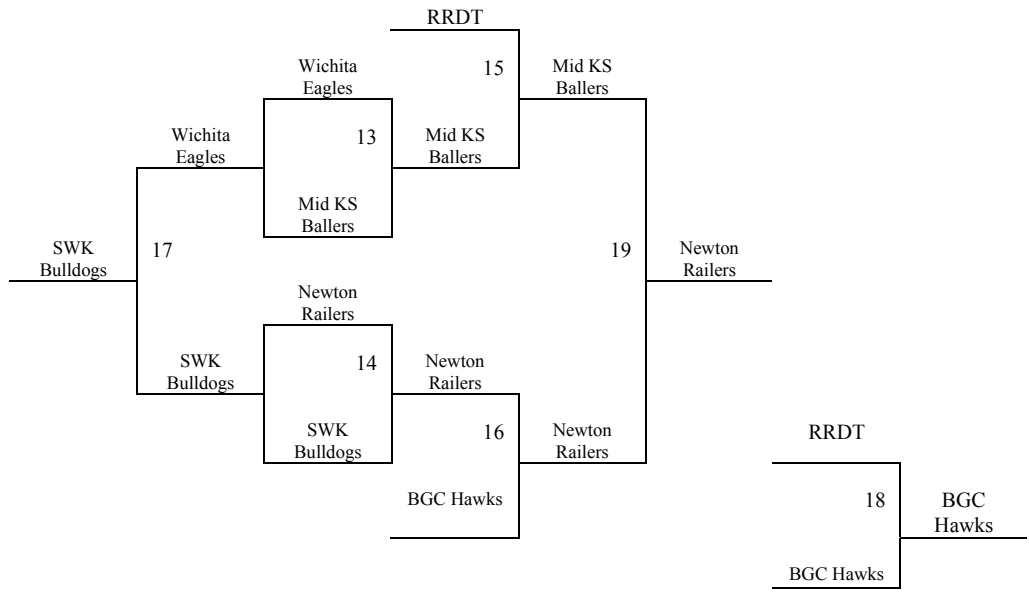 RRDT
15
Mid KS
Ballers
Wichita
Eagles
13
Mid KS
Ballers
Wichita
Eagles
Mid KS
Ballers
SWK
Bulldogs
17
19
Newton
Railers
Newton
Railers
14
Newton
Railers
SWK
Bulldogs
SWK
Bulldogs
16
Newton
Railers
BGC Hawks
RRDT
18
BGC
Hawks
BGC Hawks